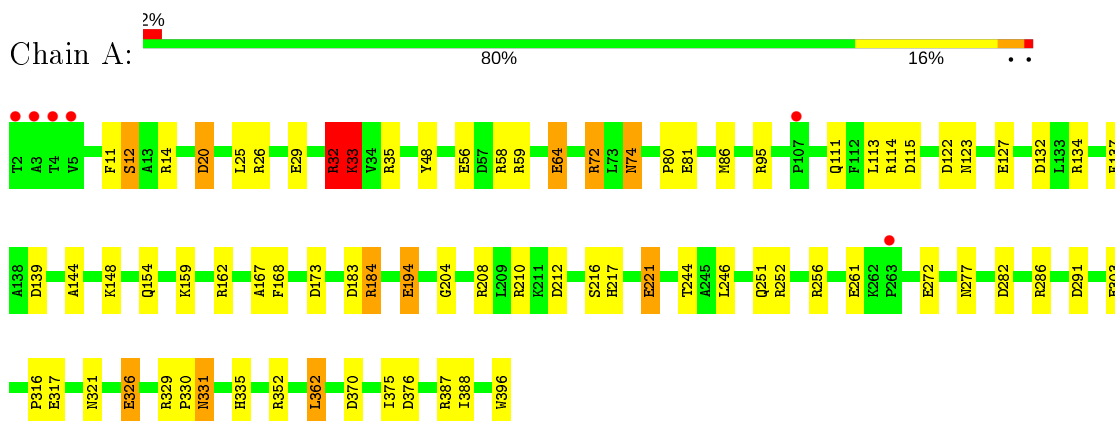 2%
Chain A:
80% 16% • •
T2 A3 T4 V5 F11 S12 A13 R14 D20 L25 R26 E29 R32 K33 V34 R35 Y48 E56 D57 R58 R59 E64 R72 L73 N74 P80 E81 M86 R95 P107 Q111 F112 L113 R114 D115 D122 N123 E127 D132 L133 R134
A138 D139 A144 K148 Q154 K159 R162 A167 F168 D173 D183 R184 E194 G204 R208 L209 R210 K211 D212 S216 H217 E221 T244 A245 L246 Q251 R252 R256 E261 K262 P263 E272 N277 D282 R286 D291
P316 E317 N321 E326 R329 P330 N331 H335 R352 L362 D370 I375 D376 R387 I388 W396